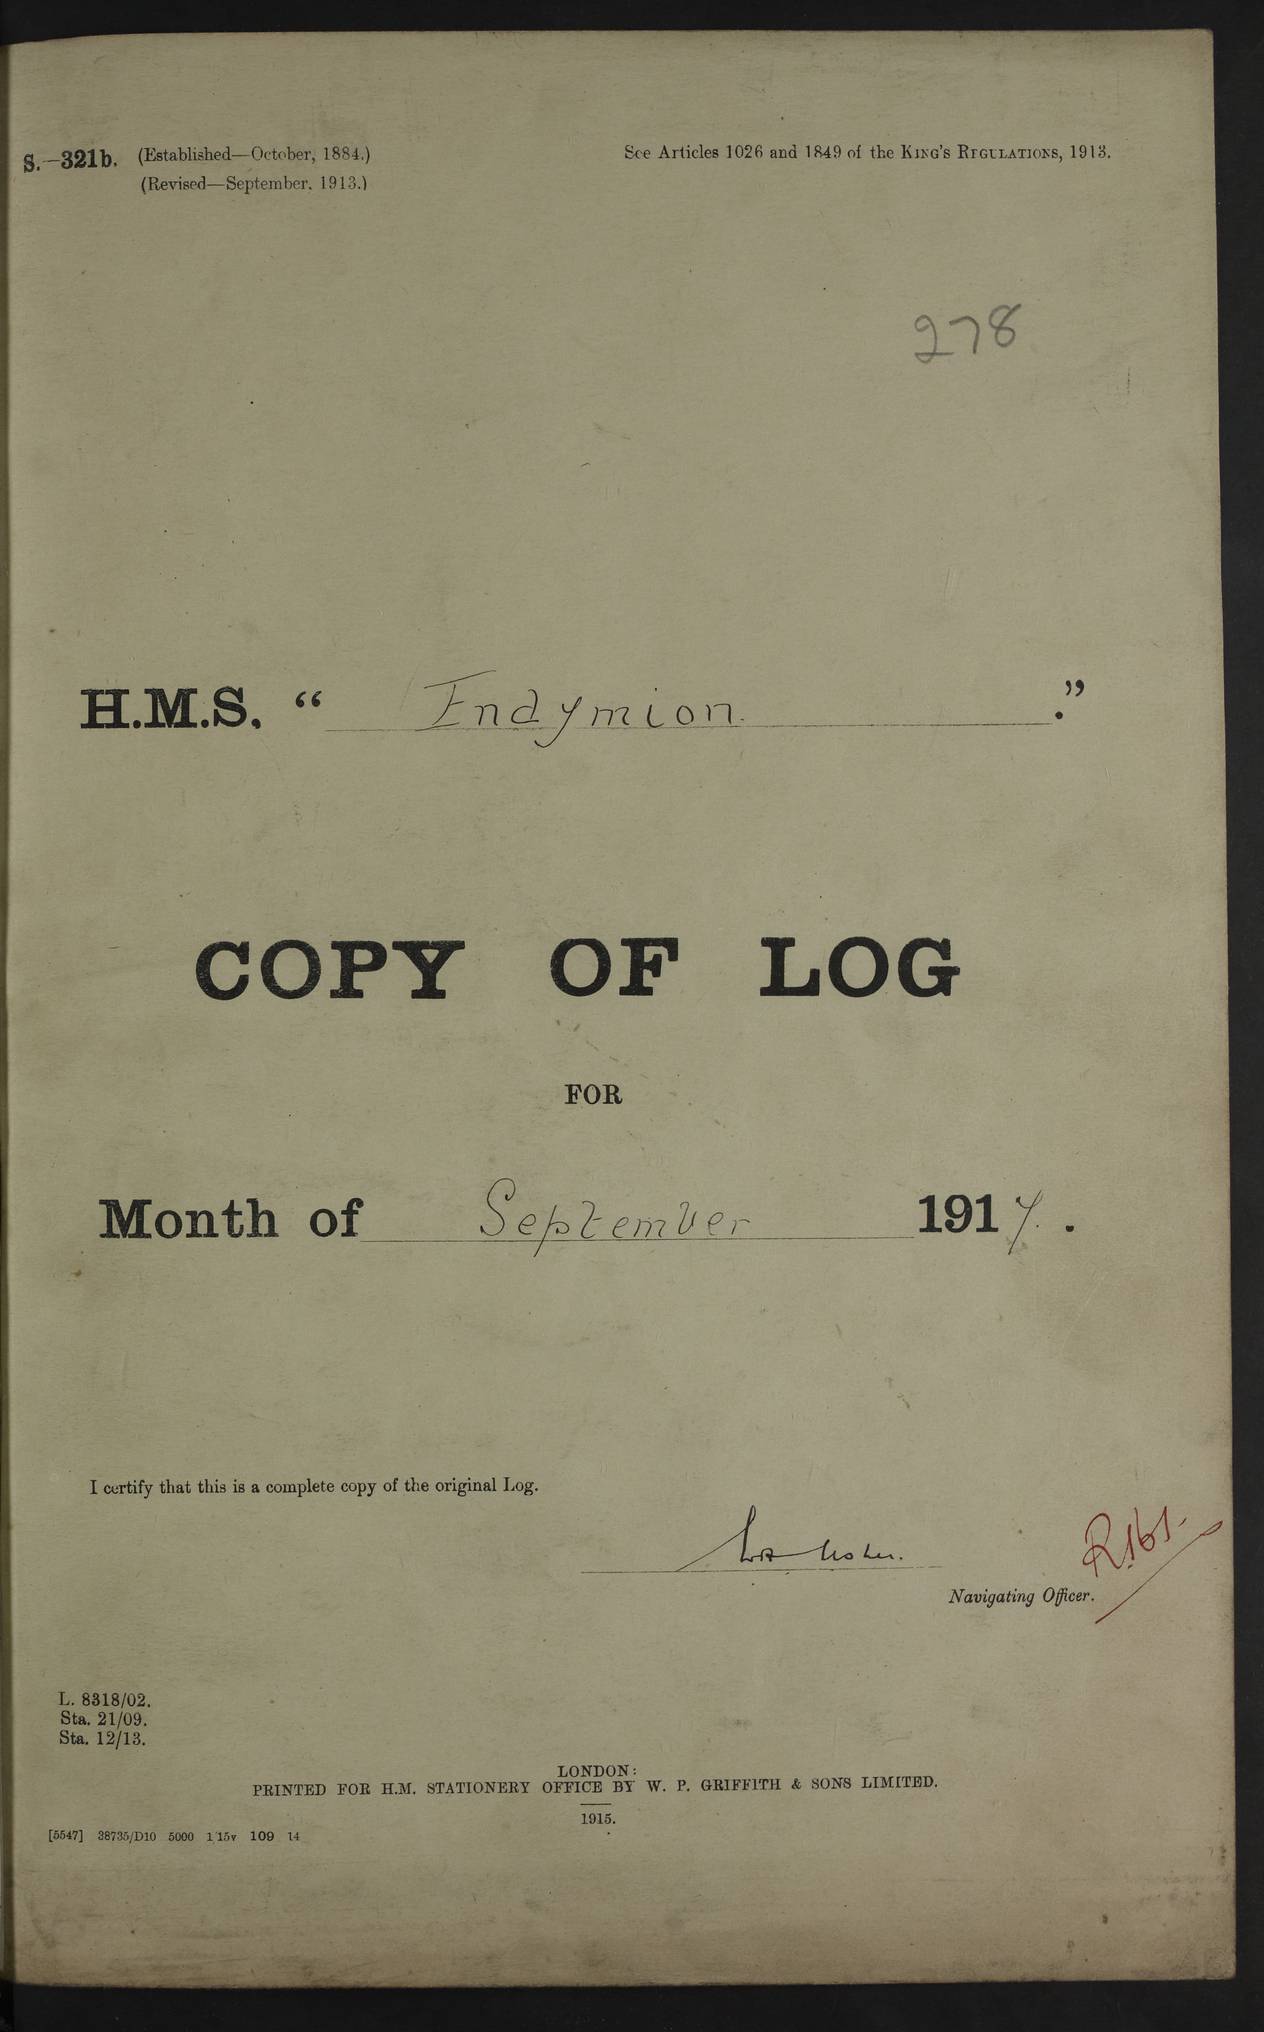 S.—321b. (Established—October, 1884.)
(Revised—September, 1913.)
See Articles 1026 and 1849 of the KING'S REGULATIONS, 1913.
278
H.M.S. “ Endymion. .”
COPY OF LOG
FOR
Month of September 1917.
I certify that this is a complete copy of the original Log.
R.161.
Navigating Officer.
L. 8318/02.
Sta. 21/09.
Sta. 12/13.
LONDON:
PRINTED FOR H.M. STATIONERY OFFICE BY W. P. GRIFFITH & SONS LIMITED.
1915.
[5547] 38735/D10 5000 1/15v 109 14